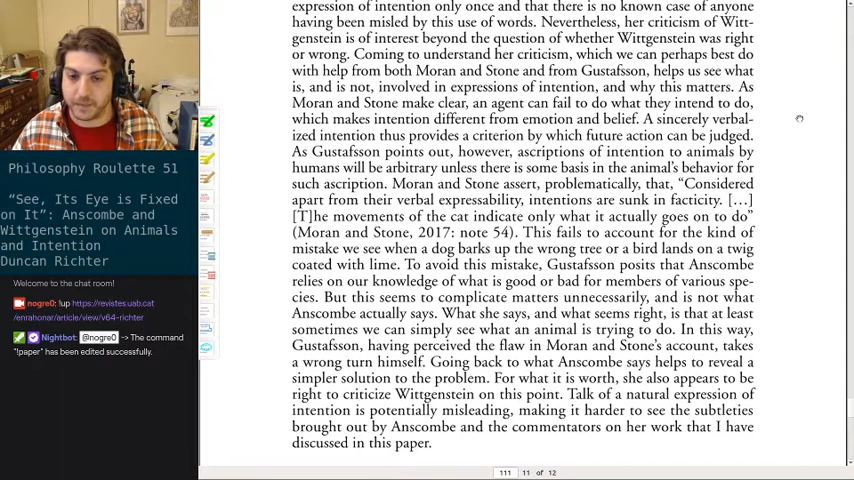 expression of intention only once and that there is no known case of anyone
having been misled by this use of words. Nevertheless, her criticism of Witt-
genstein is of interest beyond the question of whether Wittgenstein was right
or wrong. Coming to understand her criticism, which we can perhaps best do
with help from both Moran and Stone and from Gustafsson, helps us see what
is, and is not, involved in expressions of intention, and why this matters. As
Moran and Stone make clear, an agent can fail to do what they intend to do,
which makes intention different from emotion and belief. A sincerely verbal-
ized intention thus provides a criterion by which future action can be judged.
As Gustafsson points out, however, ascriptions of intention to animals by
humans will be arbitrary unless there is some basis in the animal's behavior for
such ascription. Moran and Stone assert, problematically, that, “Considered
apart from their verbal expressability, intentions are sunk in facticity. […]
[T]he movements of the cat indicate only what it actually goes on to do”
(Moran and Stone, 2017: note 54). This fails to account for the kind of
mistake we see when a dog barks up the wrong tree or a bird lands on a twig
coated with lime. To avoid this mistake, Gustafsson posits that Anscombe
relies on our knowledge of what is good or bad for members of various spe-
cies. But this seems to complicate matters unnecessarily, and is not what
Anscombe actually says. What she says, and what seems right, is that at least
sometimes we can simply see what an animal is trying to do. In this way,
Gustafsson, having perceived the flaw in Moran and Stone's account, takes
a wrong turn himself. Going back to what Anscombe says helps to reveal a
simpler solution to the problem. For what it is worth, she also appears to be
right to criticize Wittgenstein on this point. Talk of a natural expression of
intention is potentially misleading, making it harder to see the subtleties
brought out by Anscombe and the commentators on her work that I have
discussed in this paper.
111 11 of 12
Philosophy Roulette 51
“See, Its Eye is Fixed
on It”: Anscombe and
Wittgenstein on Animals
and Intention
Duncan Richter
Welcome to the chat room!
nogre0: !up https://revistes.uab.cat
/enrahonar/article/view/v64-richter
Nightbot: @nogre0 -> The command
"!paper" has been edited successfully.